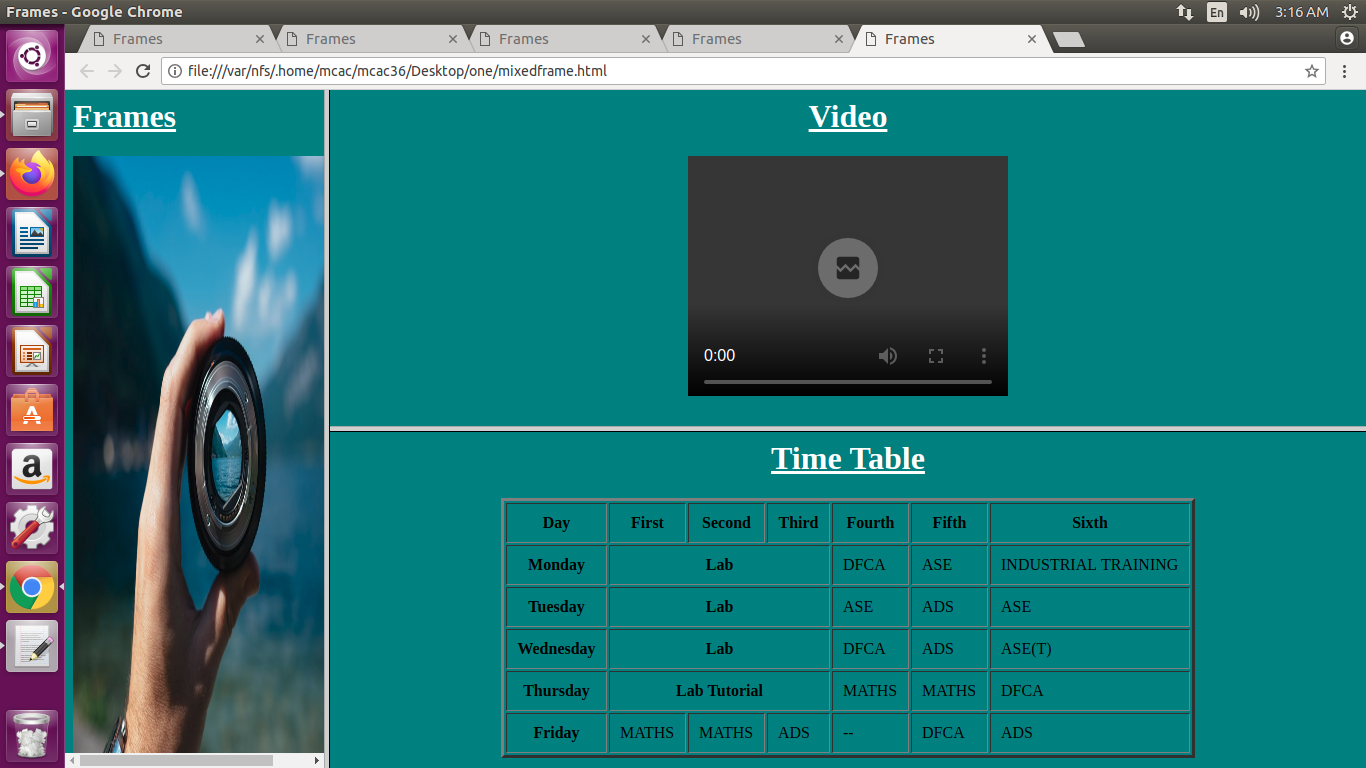 Frames - Google Chrome
En
3:16 AM
Frames
Frames
Frames
Frames
Frames
file:///var/nfs/.home/mcac/mcac36/Desktop/one/mixedframe.html
Frames
Video
0:00
Time Table
Day First Second Third Fourth Fifth Sixth
Monday Lab DFCA ASE INDUSTRIAL TRAINING
Tuesday Lab ASE ADS ASE
Wednesday Lab DFCA ADS ASE(T)
Thursday Lab Tutorial MATHS MATHS DFCA
Friday MATHS MATHS ADS -- DFCA ADS